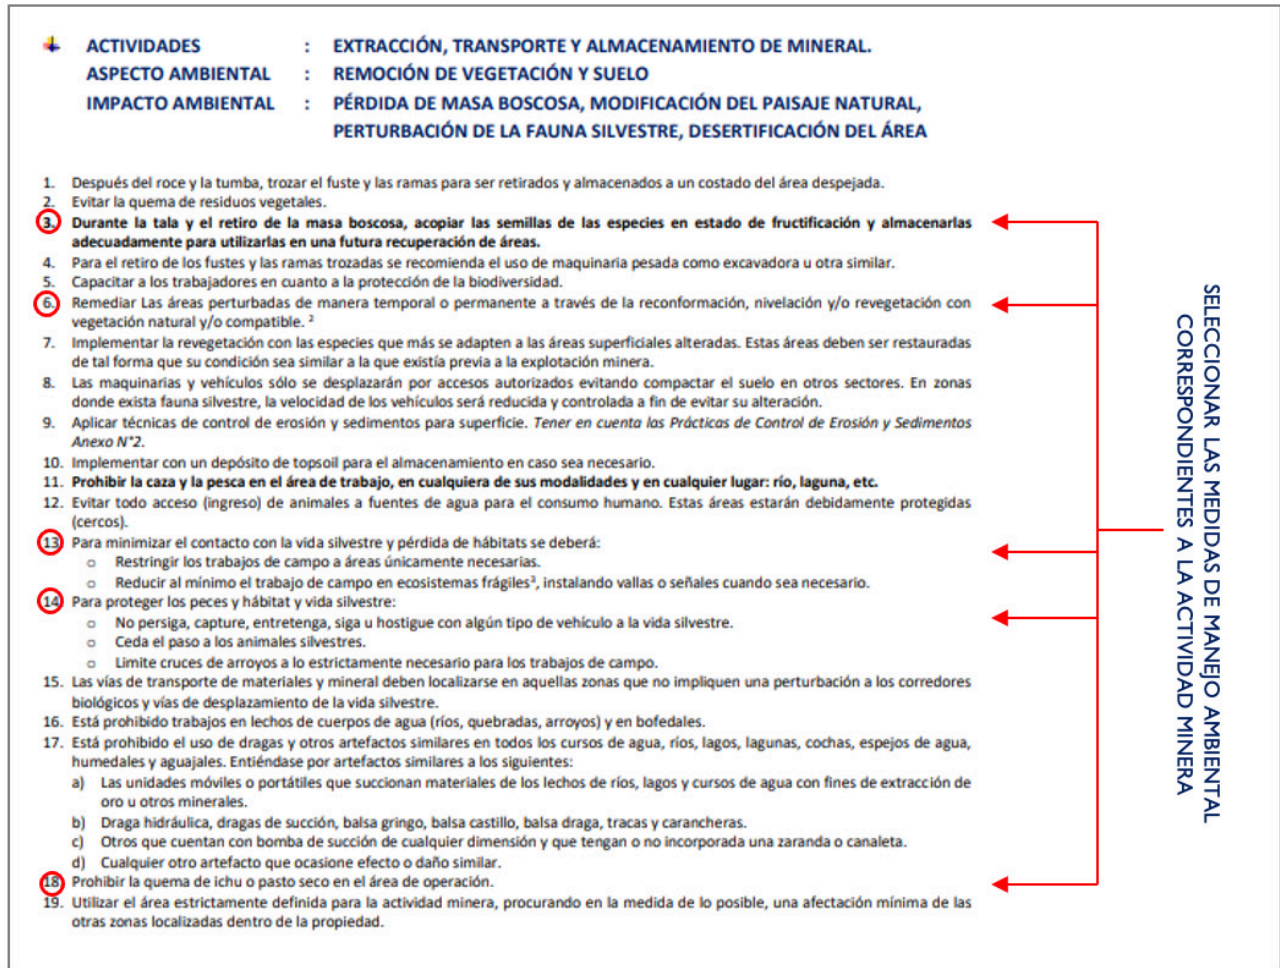 ACTIVIDADES : EXTRACCIÓN, TRANSPORTE Y ALMACENAMIENTO DE MINERAL.
ASPECTO AMBIENTAL : REMOCIÓN DE VEGETACIÓN Y SUELO
IMPACTO AMBIENTAL : PÉRDIDA DE MASA BOSCOSA, MODIFICACIÓN DEL PAISAJE NATURAL,
PERTURBACIÓN DE LA FAUNA SILVESTRE, DESERTIFICACIÓN DEL ÁREA
1. Después del roce y la tumba, trozar el fuste y las ramas para ser retirados y almacenados a un costado del área despejada.
2. Evitar la quema de residuos vegetales.
3. Durante la tala y el retiro de la masa boscosa, acopiar las semillas de las especies en estado de fructificación y almacenarlas
adecuadamente para utilizarlas en una futura recuperación de áreas.
4. Para el retiro de los fustes y las ramas trozadas se recomienda el uso de maquinaria pesada como excavadora u otra similar.
5. Capacitar a los trabajadores en cuanto a la protección de la biodiversidad.
6. Remediar Las áreas perturbadas de manera temporal o permanente a través de la reconformación, nivelación y/o revegetación con
vegetación natural y/o compatible. ²
7. Implementar la revegetación con las especies que más se adapten a las áreas superficiales alteradas. Estas áreas deben ser restauradas
de tal forma que su condición sea similar a la que existía previa a la explotación minera.
8. Las maquinarias y vehículos sólo se desplazarán por accesos autorizados evitando compactar el suelo en otros sectores. En zonas
donde exista fauna silvestre, la velocidad de los vehículos será reducida y controlada a fin de evitar su alteración.
9. Aplicar técnicas de control de erosión y sedimentos para superficie. Tener en cuenta las Prácticas de Control de Erosión y Sedimentos
Anexo N°2.
10. Implementar con un depósito de topsoil para el almacenamiento en caso sea necesario.
11. Prohibir la caza y la pesca en el área de trabajo, en cualquiera de sus modalidades y en cualquier lugar: río, laguna, etc.
12. Evitar todo acceso (ingreso) de animales a fuentes de agua para el consumo humano. Estas áreas estarán debidamente protegidas
(cercos).
13 Para minimizar el contacto con la vida silvestre y pérdida de hábitats se deberá:
o Restringir los trabajos de campo a áreas únicamente necesarias.
o Reducir al mínimo el trabajo de campo en ecosistemas frágiles³, instalando vallas o señales cuando sea necesario.
14 Para proteger los peces y hábitat y vida silvestre:
o No persiga, capture, entretenga, siga u hostigue con algún tipo de vehículo a la vida silvestre.
o Ceda el paso a los animales silvestres.
o Limite cruces de arroyos a lo estrictamente necesario para los trabajos de campo.
15. Las vías de transporte de materiales y mineral deben localizarse en aquellas zonas que no impliquen una perturbación a los corredores
biológicos y vías de desplazamiento de la vida silvestre.
16. Está prohibido trabajos en lechos de cuerpos de agua (ríos, quebradas, arroyos) y en bofedales.
17. Está prohibido el uso de dragas y otros artefactos similares en todos los cursos de agua, ríos, lagos, lagunas, cochas, espejos de agua,
humedales y aguajales. Entiéndase por artefactos similares a los siguientes:
a) Las unidades móviles o portátiles que succionan materiales de los lechos de ríos, lagos y cursos de agua con fines de extracción de
oro u otros minerales.
b) Draga hidráulica, dragas de succión, balsa gringo, balsa castillo, balsa draga, tracas y carancheras.
c) Otros que cuentan con bomba de succión de cualquier dimensión y que tengan o no incorporada una zaranda o canaleta.
d) Cualquier otro artefacto que ocasione efecto o daño similar.
18 Prohibir la quema de ichu o pasto seco en el área de operación.
19. Utilizar el área estrictamente definida para la actividad minera, procurando en la medida de lo posible, una afectación mínima de las
otras zonas localizadas dentro de la propiedad.
SELECCIONAR LAS MEDIDAS DE MANEJO AMBIENTAL
CORRESPONDIENTES A LA ACTIVIDAD MINERA